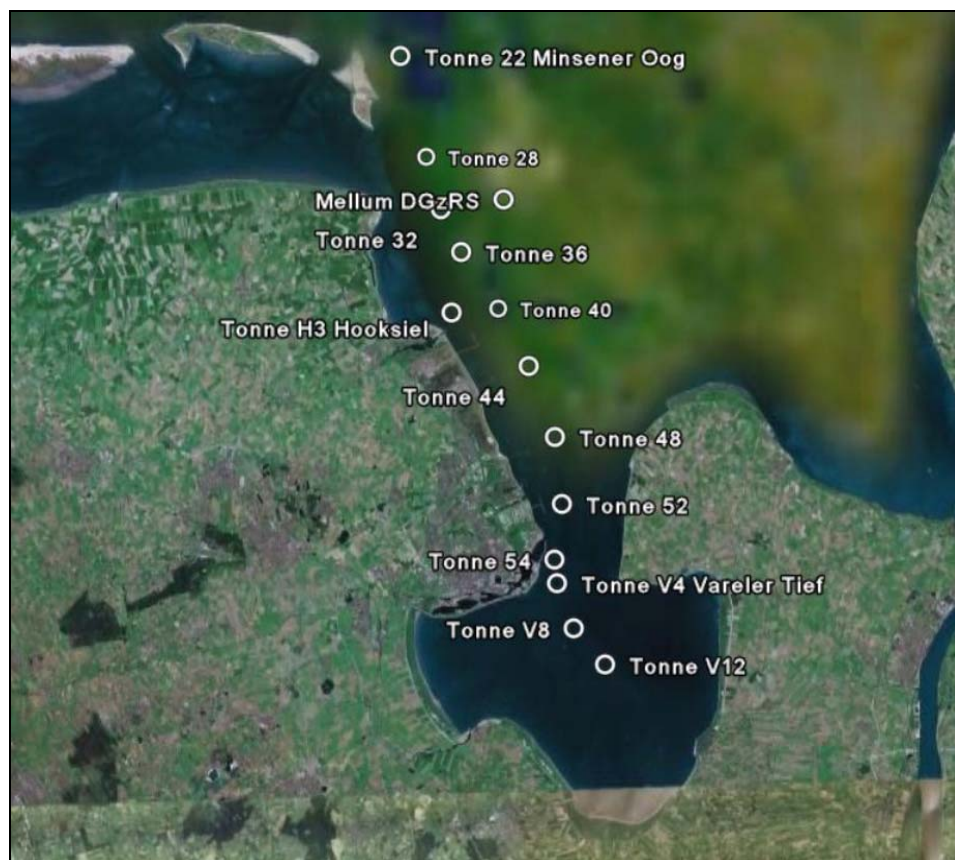 Tonne 22 Minsener Oog
Tonne 28
Mellum DGzRS
Tonne 32
Tonne 36
Tonne 40
Tonne H3 Hooksiel
Tonne 44
Tonne 48
Tonne 52
Tonne 54
Tonne V4 Vareler Tief
Tonne V8
Tonne V12